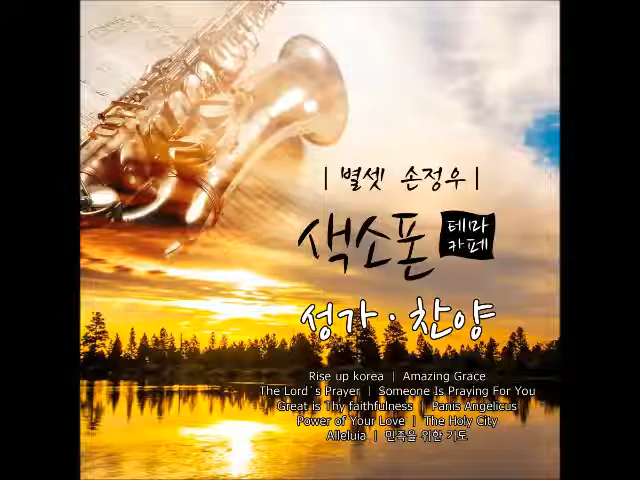 | 별셋 손정우 |
색소폰 테마
카페
성가 · 찬양
Rise up korea | Amazing Grace
The Lord`s Prayer | Someone Is Praying For You
Great is Thy faithfulness | Panis Angelicus
Power of Your Love | The Holy City
Alleluia | 민족을 위한 기도